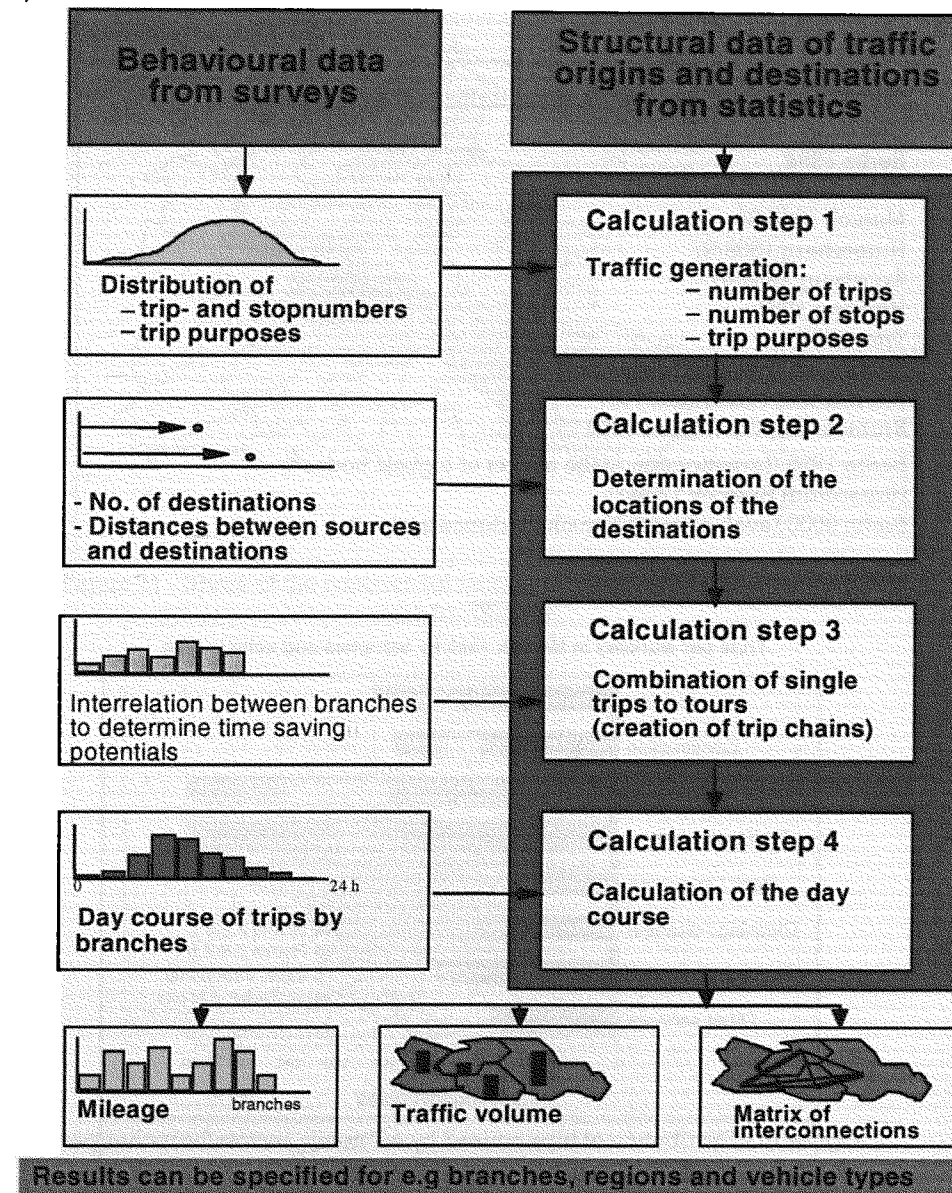 Behavioural data
from surveys
Structural data of traffic
origins and destinations
from statistics
Distribution of
– trip- and stopnumbers
– trip purposes
Calculation step 1
Traffic generation:
– number of trips
– number of stops
– trip purposes
- No. of destinations
- Distances between sources
and destinations
Calculation step 2
Determination of the
locations of the
destinations
Interrelation between branches
to determine time saving
potentials
Calculation step 3
Combination of single
trips to tours
(creation of trip chains)
0
24 h
Day course of trips by
branches
Calculation step 4
Calculation of the day
course
Mileage
branches
Traffic volume
Matrix of
interconnections
Results can be specified for e.g branches, regions and vehicle types